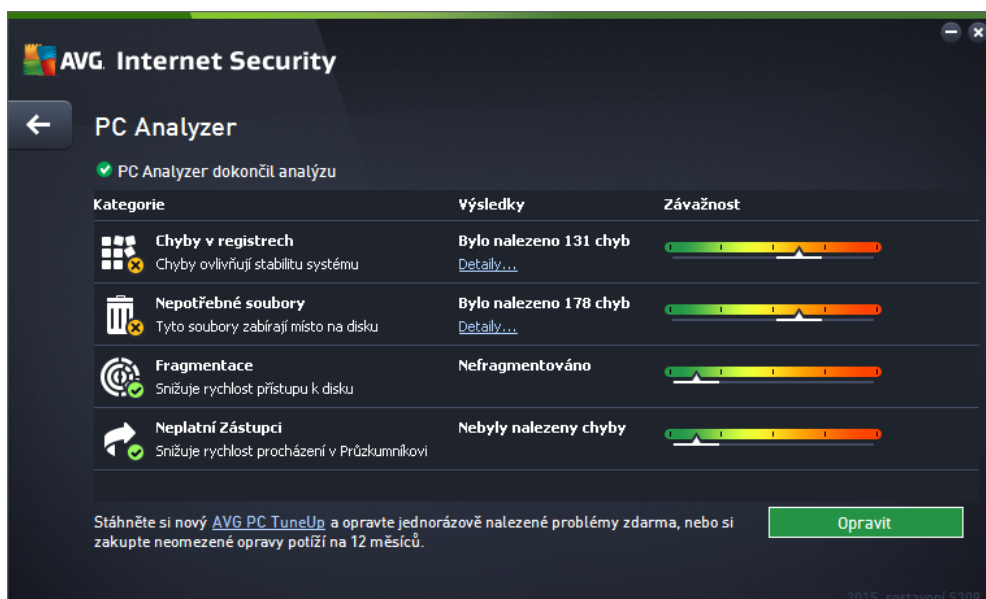 AVG. Internet Security
PC Analyzer
PC Analyzer dokončil analýzu
Kategorie Výsledky Závažnost
Chyby v registrech Bylo nalezeno 131 chyb
Chyby ovlivňují stabilitu systému Detaily...
Nepotřebné soubory Bylo nalezeno 178 chyb
Tyto soubory zabírají místo na disku Detaily...
Fragmentace Nefragmentováno
Snižuje rychlost přístupu k disku
Neplatní Zástupci Nebyly nalezeny chyby
Snižuje rychlost procházení v Průzkumníkovi
Stáhněte si nový AVG PC TuneUp a opravte jednorázově nalezené problémy zdarma, nebo si Opravit
zakupte neomezené opravy potíží na 12 měsíců.
2015, sestavení 5309